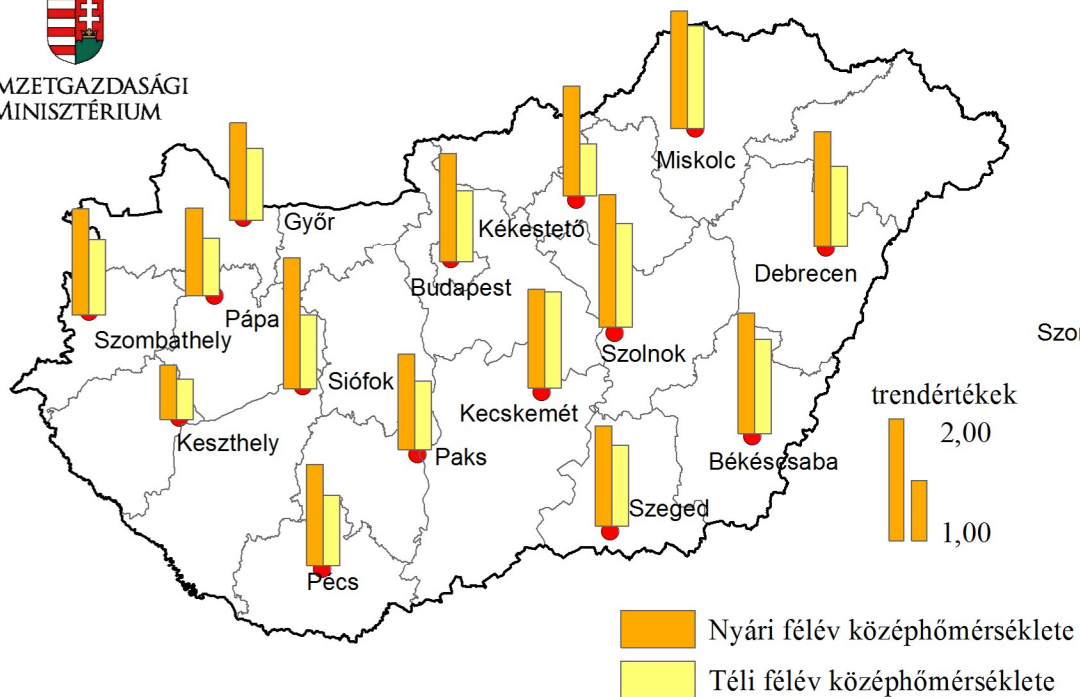 MZETGAZDASÁGI
MINISZTÉRIUM
Miskolc
Győr
Kékestető
Debrecen
Budapest
Pápa
Szombathely
Szolnok
Siófok
Kecskemét
Keszthely
Paks
Békéscsaba
Szeged
Pécs
trendértékek
2,00
1,00
Nyári félév középhőmérséklete
Téli félév középhőmérséklete